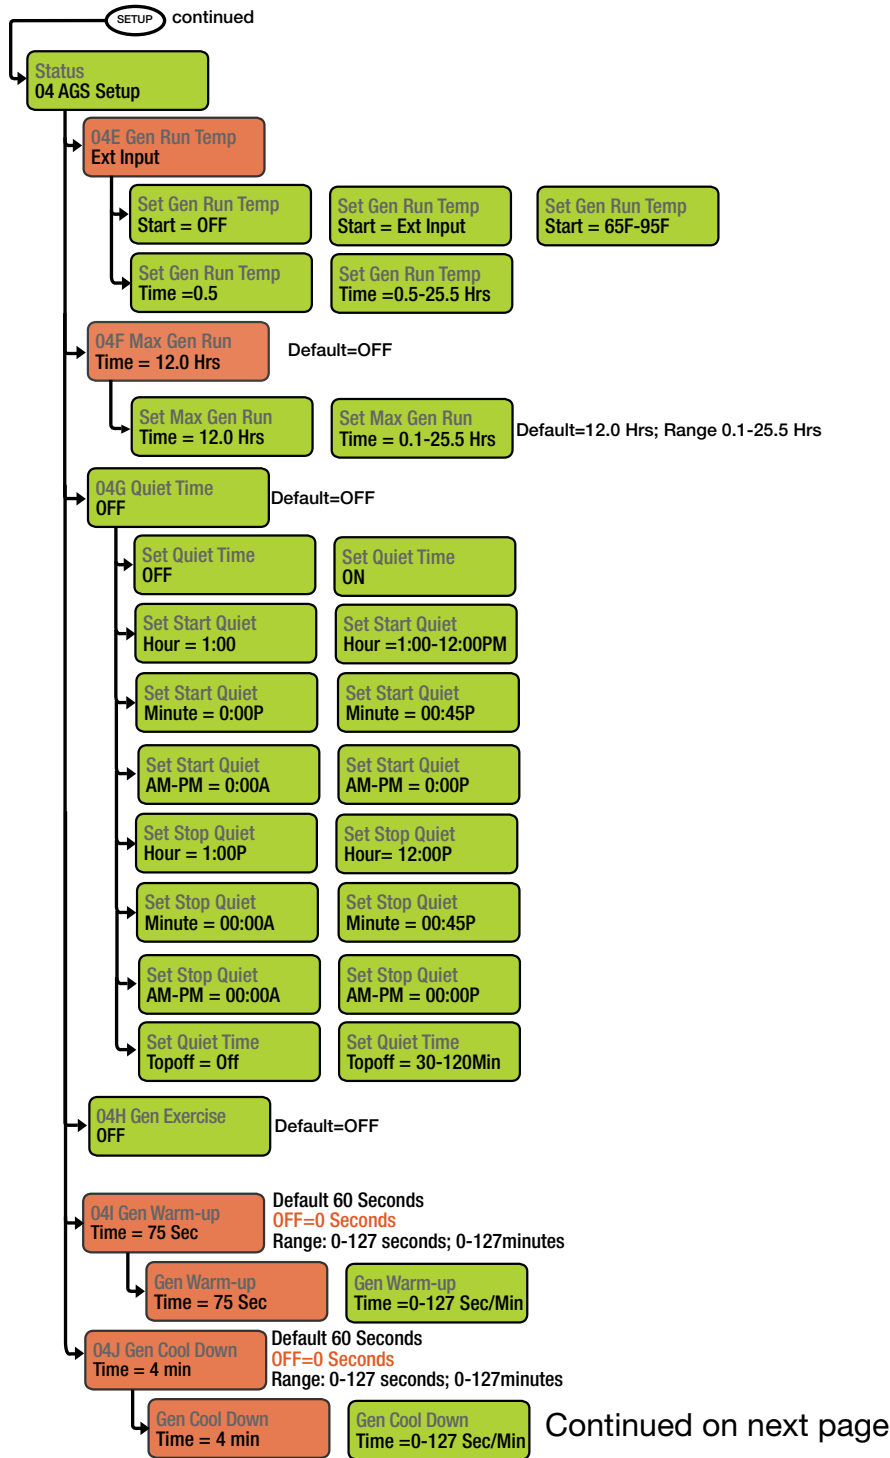 SETUP continued
Status
04 AGS Setup
04E Gen Run Temp
Ext Input
Set Gen Run Temp
Start = OFF
Set Gen Run Temp
Start = Ext Input
Set Gen Run Temp
Start = 65F-95F
Set Gen Run Temp
Time =0.5
Set Gen Run Temp
Time =0.5-25.5 Hrs
04F Max Gen Run
Time = 12.0 Hrs
Default=OFF
Set Max Gen Run
Time = 12.0 Hrs
Set Max Gen Run
Time = 0.1-25.5 Hrs
Default=12.0 Hrs; Range 0.1-25.5 Hrs
04G Quiet Time
OFF
Default=OFF
Set Quiet Time
OFF
Set Quiet Time
ON
Set Start Quiet
Hour = 1:00
Set Start Quiet
Hour =1:00-12:00PM
Set Start Quiet
Minute = 0:00P
Set Start Quiet
Minute = 00:45P
Set Start Quiet
AM-PM = 0:00A
Set Start Quiet
AM-PM = 0:00P
Set Stop Quiet
Hour = 1:00P
Set Stop Quiet
Hour= 12:00P
Set Stop Quiet
Minute = 00:00A
Set Stop Quiet
Minute = 00:45P
Set Stop Quiet
AM-PM = 00:00A
Set Stop Quiet
AM-PM = 00:00P
Set Quiet Time
Topoff = Off
Set Quiet Time
Topoff = 30-120Min
04H Gen Exercise
OFF
Default=OFF
04I Gen Warm-up
Time = 75 Sec
Default 60 Seconds
OFF=0 Seconds
Range: 0-127 seconds; 0-127minutes
Gen Warm-up
Time = 75 Sec
Gen Warm-up
Time =0-127 Sec/Min
04J Gen Cool Down
Time = 4 min
Default 60 Seconds
OFF=0 Seconds
Range: 0-127 seconds; 0-127minutes
Gen Cool Down
Time = 4 min
Gen Cool Down
Time =0-127 Sec/Min
Continued on next page